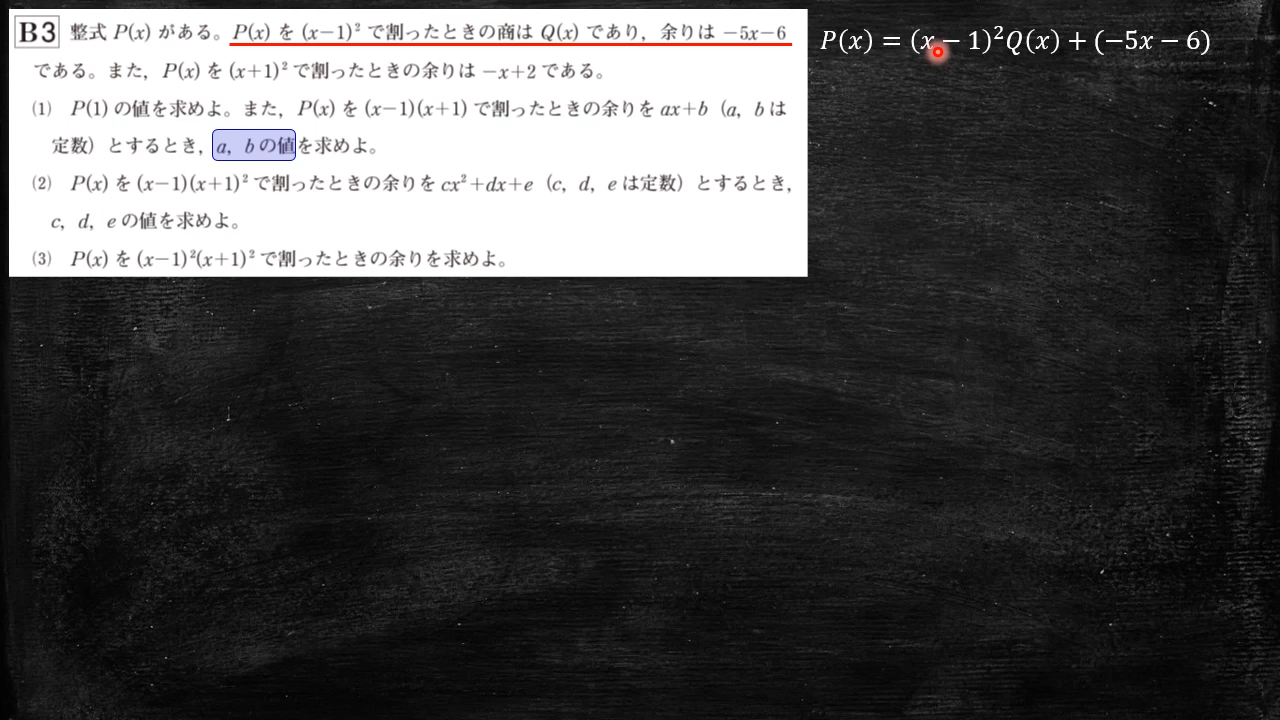 B3 整式 P(x) がある。P(x) を (x−1)² で割ったときの商は Q(x) であり，余りは −5x−6
である。また，P(x) を (x+1)² で割ったときの余りは −x+2 である。
(1) P(1) の値を求めよ。また，P(x) を (x−1)(x+1) で割ったときの余りを ax+b (a，b は
定数) とするとき，a，b の値を求めよ。
(2) P(x) を (x−1)(x+1)² で割ったときの余りを cx²+dx+e (c，d，e は定数) とするとき，
c，d，e の値を求めよ。
(3) P(x) を (x−1)²(x+1)² で割ったときの余りを求めよ。
P(x) = (x − 1)²Q(x) + (−5x − 6)